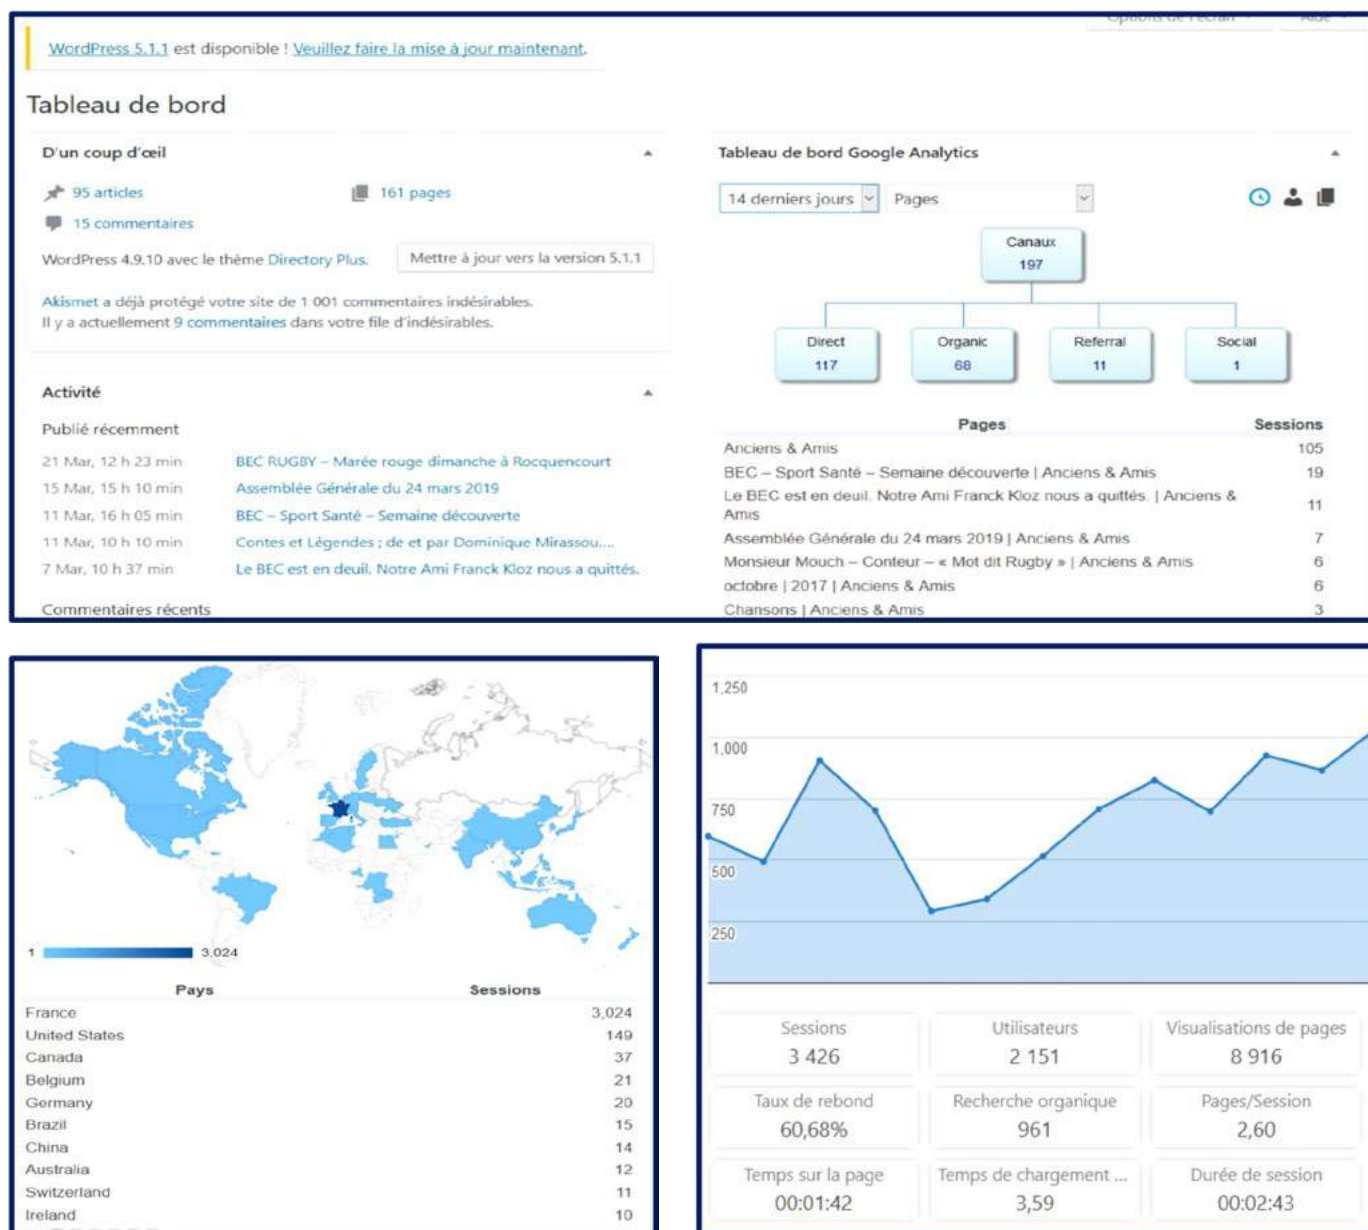 Options de l'écran Aide
WordPress 5.1.1 est disponible ! Veuillez faire la mise à jour maintenant.
Tableau de bord
D'un coup d'œil
95 articles 161 pages
15 commentaires
WordPress 4.9.10 avec le thème Directory Plus. Mettre à jour vers la version 5.1.1
Akismet a déjà protégé votre site de 1 001 commentaires indésirables.
Il y a actuellement 9 commentaires dans votre file d'indésirables.
Activité
Publié récemment
21 Mar, 12 h 23 min BEC RUGBY – Marée rouge dimanche à Rocquencourt
15 Mar, 15 h 10 min Assemblée Générale du 24 mars 2019
11 Mar, 16 h 05 min BEC – Sport Santé – Semaine découverte
11 Mar, 10 h 10 min Contes et Légendes ; de et par Dominique Mirassou....
7 Mar, 10 h 37 min Le BEC est en deuil. Notre Ami Franck Kloz nous a quittés.
Commentaires récents
Tableau de bord Google Analytics
14 derniers jours Pages
Canaux
197
Direct Organic Referral Social
117 68 11 1
Pages Sessions
Anciens & Amis 105
BEC – Sport Santé – Semaine découverte | Anciens & Amis 19
Le BEC est en deuil. Notre Ami Franck Kloz nous a quittés. | Anciens & 11
Amis
Assemblée Générale du 24 mars 2019 | Anciens & Amis 7
Monsieur Mouch – Conteur – « Mot dit Rugby » | Anciens & Amis 6
octobre | 2017 | Anciens & Amis 6
Chansons | Anciens & Amis 3
1 3,024
Pays Sessions
France 3,024
United States 149
Canada 37
Belgium 21
Germany 20
Brazil 15
China 14
Australia 12
Switzerland 11
Ireland 10
1,250
1,000
750
500
250
Sessions Utilisateurs Visualisations de pages
3 426 2 151 8 916
Taux de rebond Recherche organique Pages/Session
60,68% 961 2,60
Temps sur la page Temps de chargement ... Durée de session
00:01:42 3,59 00:02:43